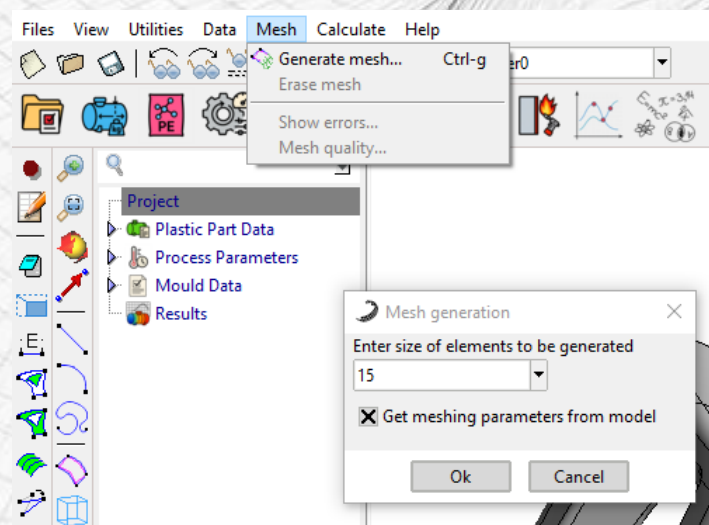 Files View Utilities Data Mesh Calculate Help
Generate mesh... Ctrl-g
Erase mesh
Show errors...
Mesh quality...
er0
PE
π=3,14
E
Project
Plastic Part Data
Process Parameters
Mould Data
Results
Mesh generation
Enter size of elements to be generated
15
Get meshing parameters from model
Ok Cancel